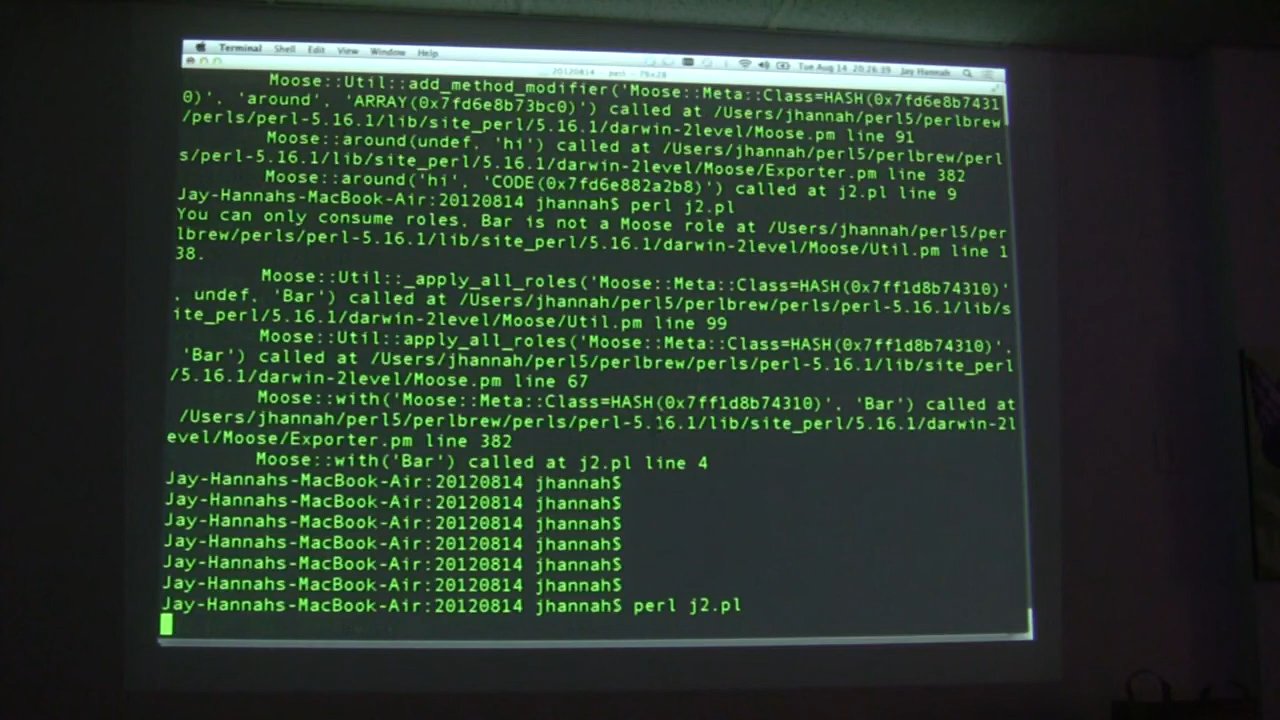 Terminal Shell Edit View Window Help Tue Aug 14 20:26:39 Jay Hannah
20120814 — perl — 78×28
Moose::Util::add_method_modifier('Moose::Meta::Class=HASH(0x7fd6e8b7431
0)', 'around', 'ARRAY(0x7fd6e8b73bc0)') called at /Users/jhannah/perl5/perlbrew
/perls/perl-5.16.1/lib/site_perl/5.16.1/darwin-2level/Moose.pm line 91
Moose::around(undef, 'hi') called at /Users/jhannah/perl5/perlbrew/perl
s/perl-5.16.1/lib/site_perl/5.16.1/darwin-2level/Moose/Exporter.pm line 382
Moose::around('hi', 'CODE(0x7fd6e882a2b8)') called at j2.pl line 9
Jay-Hannahs-MacBook-Air:20120814 jhannah$ perl j2.pl
You can only consume roles, Bar is not a Moose role at /Users/jhannah/perl5/per
lbrew/perls/perl-5.16.1/lib/site_perl/5.16.1/darwin-2level/Moose/Util.pm line 1
38.
Moose::Util::_apply_all_roles('Moose::Meta::Class=HASH(0x7ff1d8b74310)'
, undef, 'Bar') called at /Users/jhannah/perl5/perlbrew/perls/perl-5.16.1/lib/s
ite_perl/5.16.1/darwin-2level/Moose/Util.pm line 99
Moose::Util::apply_all_roles('Moose::Meta::Class=HASH(0x7ff1d8b74310)',
'Bar') called at /Users/jhannah/perl5/perlbrew/perls/perl-5.16.1/lib/site_perl
/5.16.1/darwin-2level/Moose.pm line 67
Moose::with('Moose::Meta::Class=HASH(0x7ff1d8b74310)', 'Bar') called at
/Users/jhannah/perl5/perlbrew/perls/perl-5.16.1/lib/site_perl/5.16.1/darwin-2l
evel/Moose/Exporter.pm line 382
Moose::with('Bar') called at j2.pl line 4
Jay-Hannahs-MacBook-Air:20120814 jhannah$
Jay-Hannahs-MacBook-Air:20120814 jhannah$
Jay-Hannahs-MacBook-Air:20120814 jhannah$
Jay-Hannahs-MacBook-Air:20120814 jhannah$
Jay-Hannahs-MacBook-Air:20120814 jhannah$
Jay-Hannahs-MacBook-Air:20120814 jhannah$
Jay-Hannahs-MacBook-Air:20120814 jhannah$ perl j2.pl